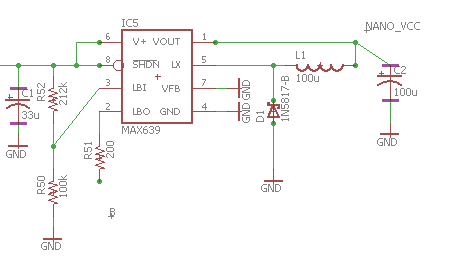 IC5
NANO_VCC
6 V+ VOUT 1
8 SHDN LX 5
3 LBI VFB 7
2 LBO GND 4
MAX639
L1
100u
C2
100u
GND
C1
33u
GND
R52
212k
R51
200
R50
100k
GND
GND
GND
D1
1N5817-B
GND
B